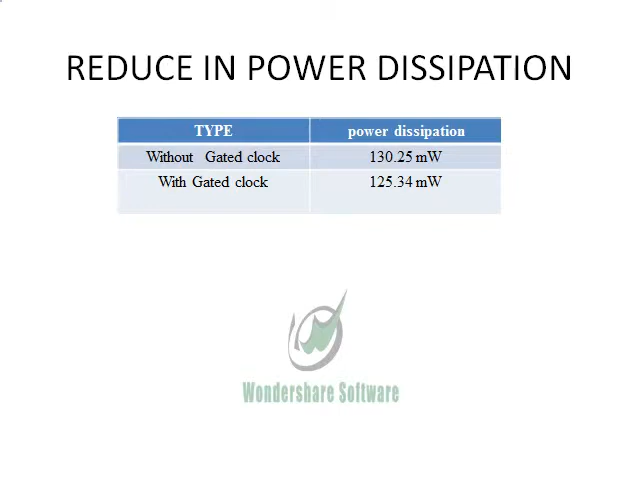 REDUCE IN POWER DISSIPATION
TYPE power dissipation
Without Gated clock 130.25 mW
With Gated clock 125.34 mW
Wondershare Software